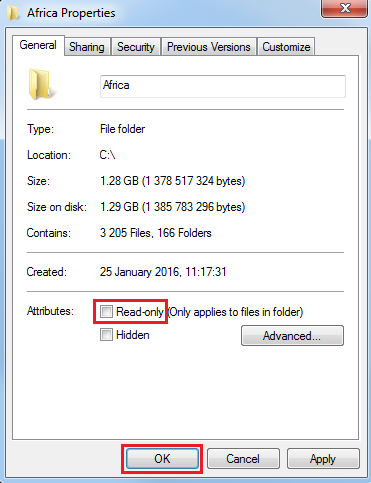 Africa Properties
General Sharing Security Previous Versions Customize
Africa
Type: File folder
Location: C:\
Size: 1.28 GB (1 378 517 324 bytes)
Size on disk: 1.29 GB (1 385 783 296 bytes)
Contains: 3 205 Files, 166 Folders
Created: 25 January 2016, 11:17:31
Attributes: Read-only (Only applies to files in folder)
Hidden Advanced...
OK Cancel Apply